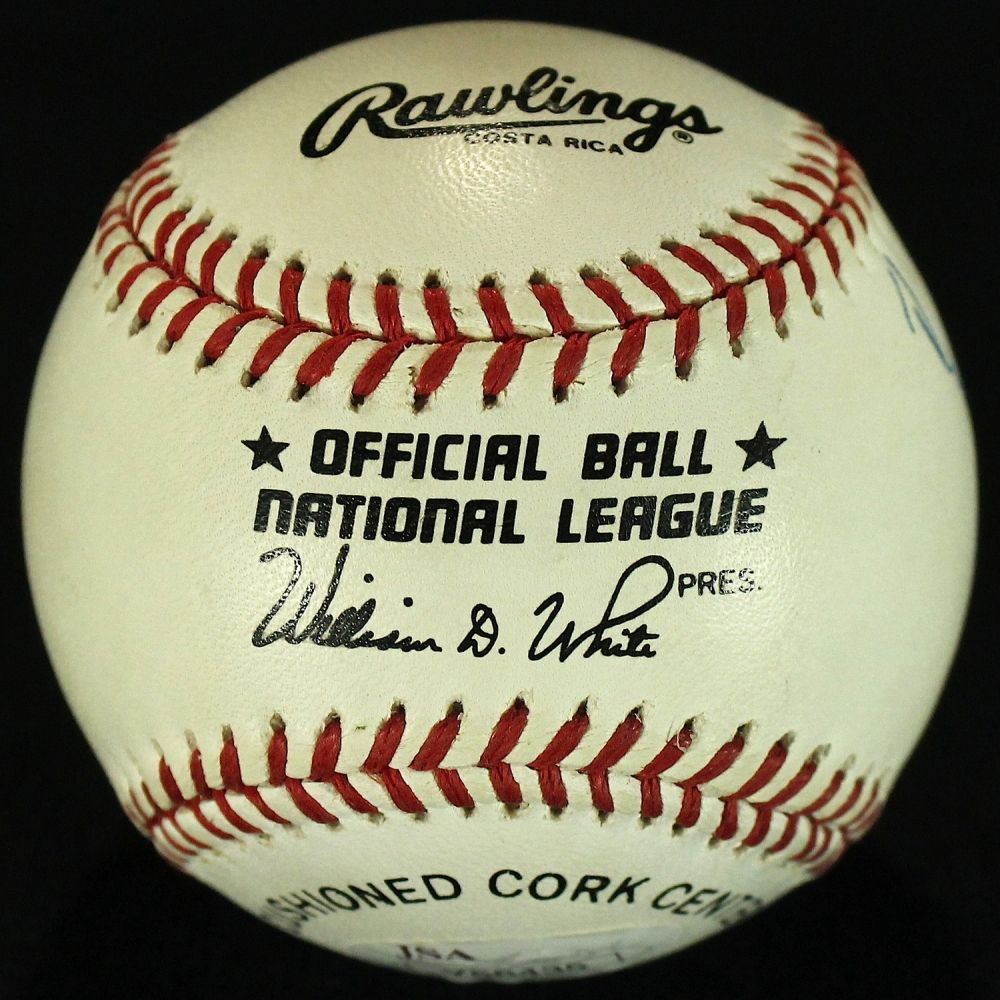 Rawlings®
COSTA RICA
★ OFFICIAL BALL ★
NATIONAL LEAGUE
William D. White PRES.
SHIONED CORK CENT
JSA